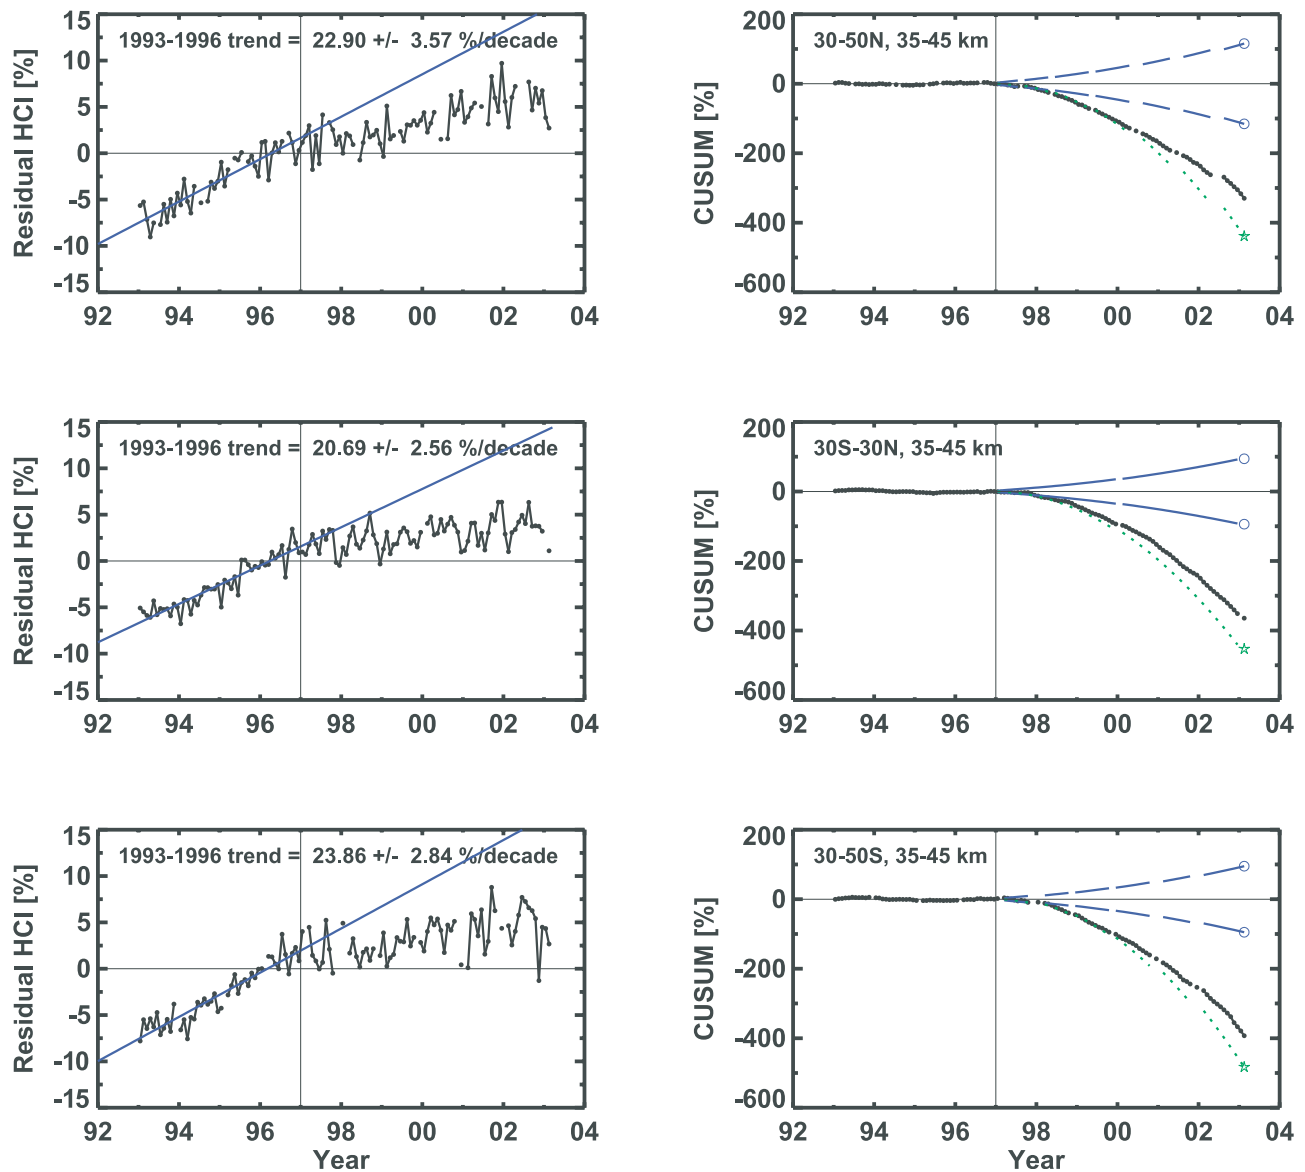 1993-1996 trend = 22.90 +/- 3.57 %/decade
Residual HCl [%]
15
10
5
0
-5
-10
-15
92 94 96 98 00 02 04
30-50N, 35-45 km
CUSUM [%]
200
0
-200
-400
-600
92 94 96 98 00 02 04
1993-1996 trend = 20.69 +/- 2.56 %/decade
Residual HCl [%]
15
10
5
0
-5
-10
-15
92 94 96 98 00 02 04
30S-30N, 35-45 km
CUSUM [%]
200
0
-200
-400
-600
92 94 96 98 00 02 04
1993-1996 trend = 23.86 +/- 2.84 %/decade
Residual HCl [%]
15
10
5
0
-5
-10
-15
92 94 96 98 00 02 04
Year
30-50S, 35-45 km
CUSUM [%]
200
0
-200
-400
-600
92 94 96 98 00 02 04
Year